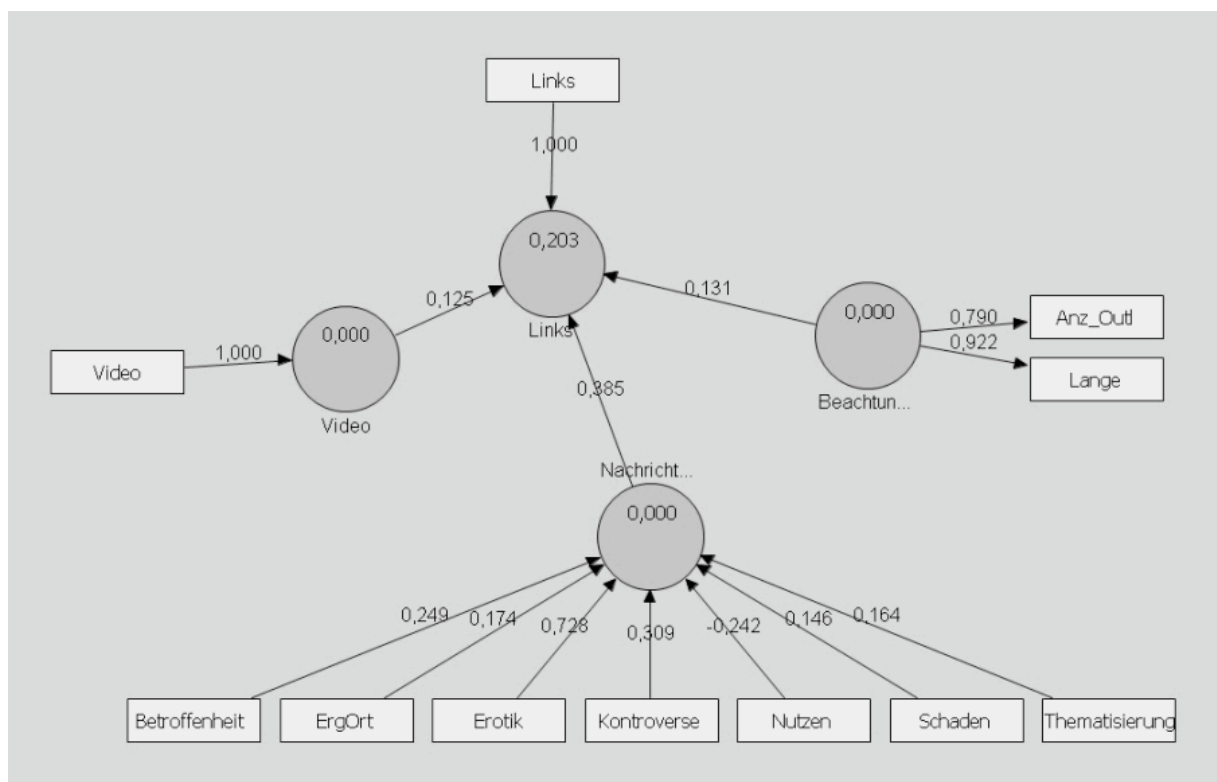 Links
1,000
0,203
Links
0,125
0,131
0,000
Video
1,000
0,000
Video
0,790
Anz_Outl
0,922
Lange
Beachtun...
0,385
Nachricht...
0,000
0,249
0,174
0,728
0,309
-0,242
0,146
0,164
Betroffenheit
ErgOrt
Erotik
Kontroverse
Nutzen
Schaden
Thematisierung